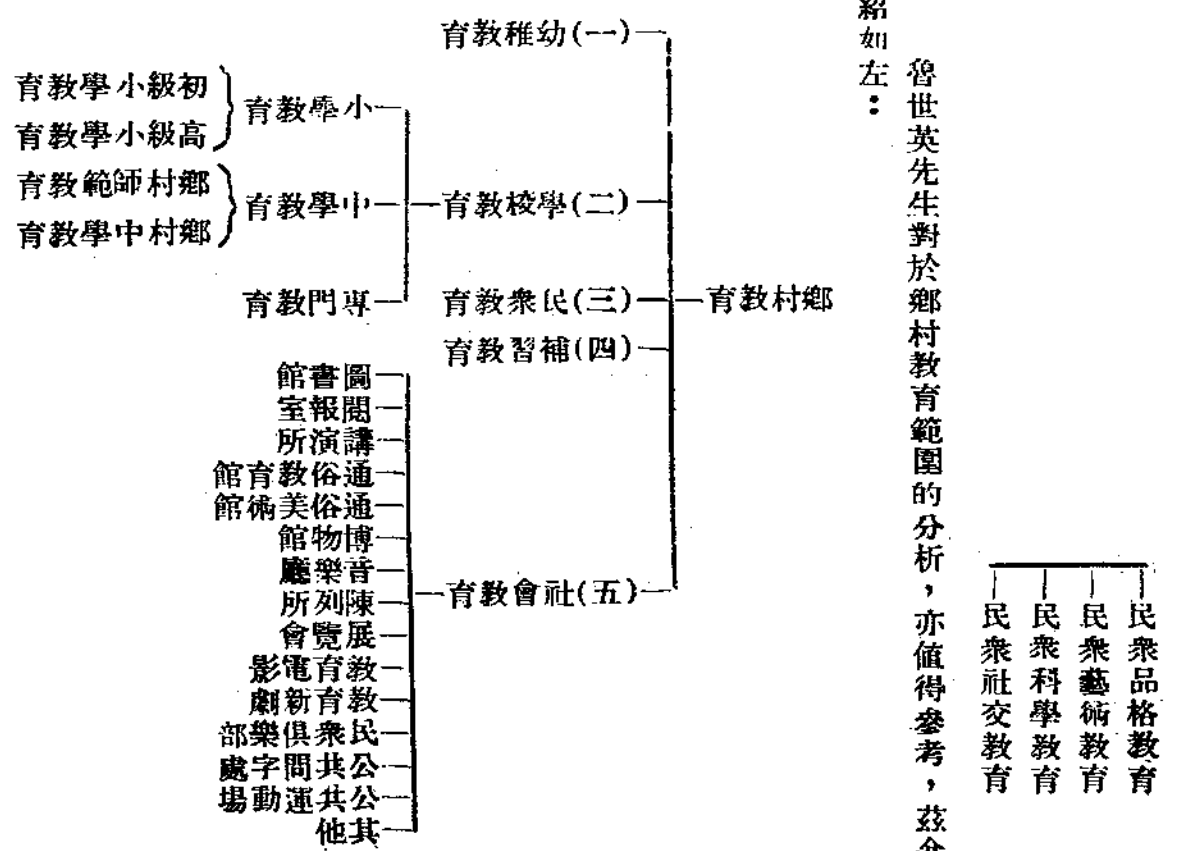 民衆品格教育
民衆藝術教育
民衆科學教育
民衆社交教育
魯世英先生對於鄉村教育範圍的分析，亦值得參考，茲介
紹如左：
鄉村教育
(一)幼稚教育
(二)學校教育
小學教育
初級小學教育
高級小學教育
中學教育
鄉村師範教育
鄉村中學教育
專門教育
(三)民衆教育
(四)補習教育
(五)社會教育
圖書館
閱報室
講演所
通俗教育館
通俗美術館
博物館
音樂廳
陳列所
展覽會
教育電影
教育新劇
民衆俱樂部
公共問字處
公共運動場
其他